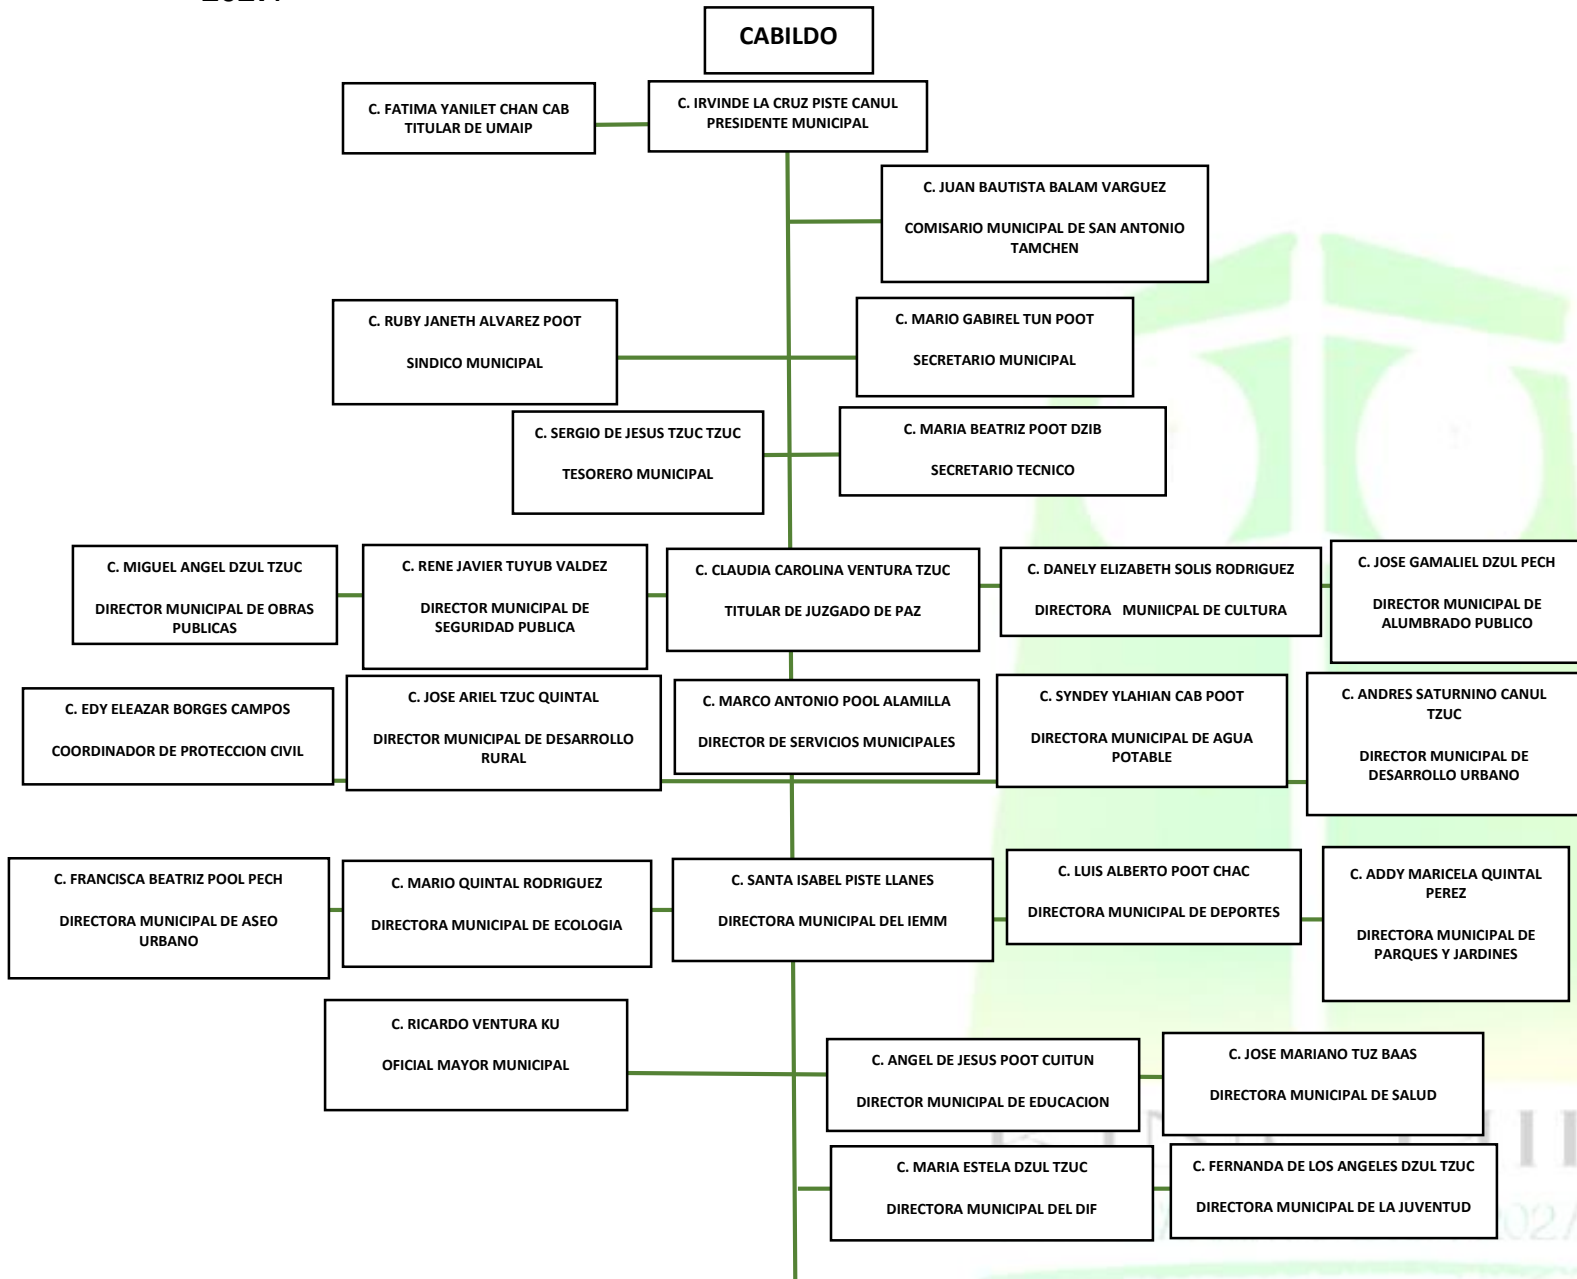 CABILDO
C. FATIMA YANILET CHAN CAB
TITULAR DE UMAIP
C. IRVINDE LA CRUZ PISTE CANUL
PRESIDENTE MUNICIPAL
C. JUAN BAUTISTA BALAM VARGUEZ
COMISARIO MUNICIPAL DE SAN ANTONIO
TAMCHEN
C. RUBY JANETH ALVAREZ POOT
SINDICO MUNICIPAL
C. MARIO GABIREL TUN POOT
SECRETARIO MUNICIPAL
C. SERGIO DE JESUS TZUC TZUC
TESORERO MUNICIPAL
C. MARIA BEATRIZ POOT DZIB
SECRETARIO TECNICO
C. MIGUEL ANGEL DZUL TZUC
DIRECTOR MUNICIPAL DE OBRAS
PUBLICAS
C. RENE JAVIER TUYUB VALDEZ
DIRECTOR MUNICIPAL DE
SEGURIDAD PUBLICA
C. CLAUDIA CAROLINA VENTURA TZUC
TITULAR DE JUZGADO DE PAZ
C. DANELY ELIZABETH SOLIS RODRIGUEZ
DIRECTORA MUNIICPAL DE CULTURA
C. JOSE GAMALIEL DZUL PECH
DIRECTOR MUNICIPAL DE
ALUMBRADO PUBLICO
C. EDY ELEAZAR BORGES CAMPOS
COORDINADOR DE PROTECCION CIVIL
C. JOSE ARIEL TZUC QUINTAL
DIRECTOR MUNICIPAL DE DESARROLLO
RURAL
C. MARCO ANTONIO POOL ALAMILLA
DIRECTOR DE SERVICIOS MUNICIPALES
C. SYNDEY YLAHIAN CAB POOT
DIRECTORA MUNICIPAL DE AGUA
POTABLE
C. ANDRES SATURNINO CANUL
TZUC
DIRECTOR MUNICIPAL DE
DESARROLLO URBANO
C. FRANCISCA BEATRIZ POOL PECH
DIRECTORA MUNICIPAL DE ASEO
URBANO
C. MARIO QUINTAL RODRIGUEZ
DIRECTORA MUNICIPAL DE ECOLOGIA
C. SANTA ISABEL PISTE LLANES
DIRECTORA MUNICIPAL DEL IEMM
C. LUIS ALBERTO POOT CHAC
DIRECTORA MUNICIPAL DE DEPORTES
C. ADDY MARICELA QUINTAL
PEREZ
DIRECTORA MUNICIPAL DE
PARQUES Y JARDINES
C. RICARDO VENTURA KU
OFICIAL MAYOR MUNICIPAL
C. ANGEL DE JESUS POOT CUITUN
DIRECTOR MUNICIPAL DE EDUCACION
C. JOSE MARIANO TUZ BAAS
DIRECTORA MUNICIPAL DE SALUD
C. MARIA ESTELA DZUL TZUC
DIRECTORA MUNICIPAL DEL DIF
C. FERNANDA DE LOS ANGELES DZUL TZUC
DIRECTORA MUNICIPAL DE LA JUVENTUD